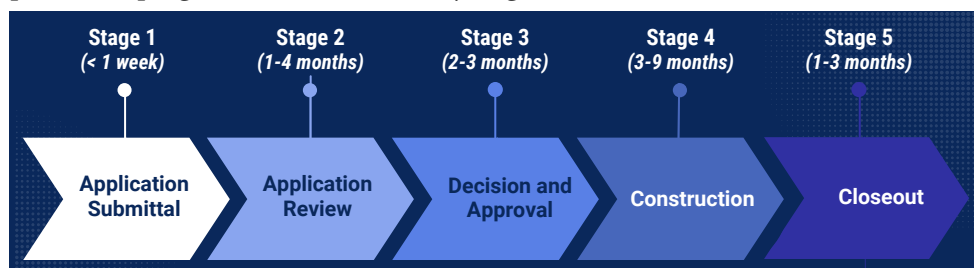 Stage 1
(< 1 week)
Stage 2
(1-4 months)
Stage 3
(2-3 months)
Stage 4
(3-9 months)
Stage 5
(1-3 months)
Application
Submittal
Application
Review
Decision and
Approval
Construction
Closeout